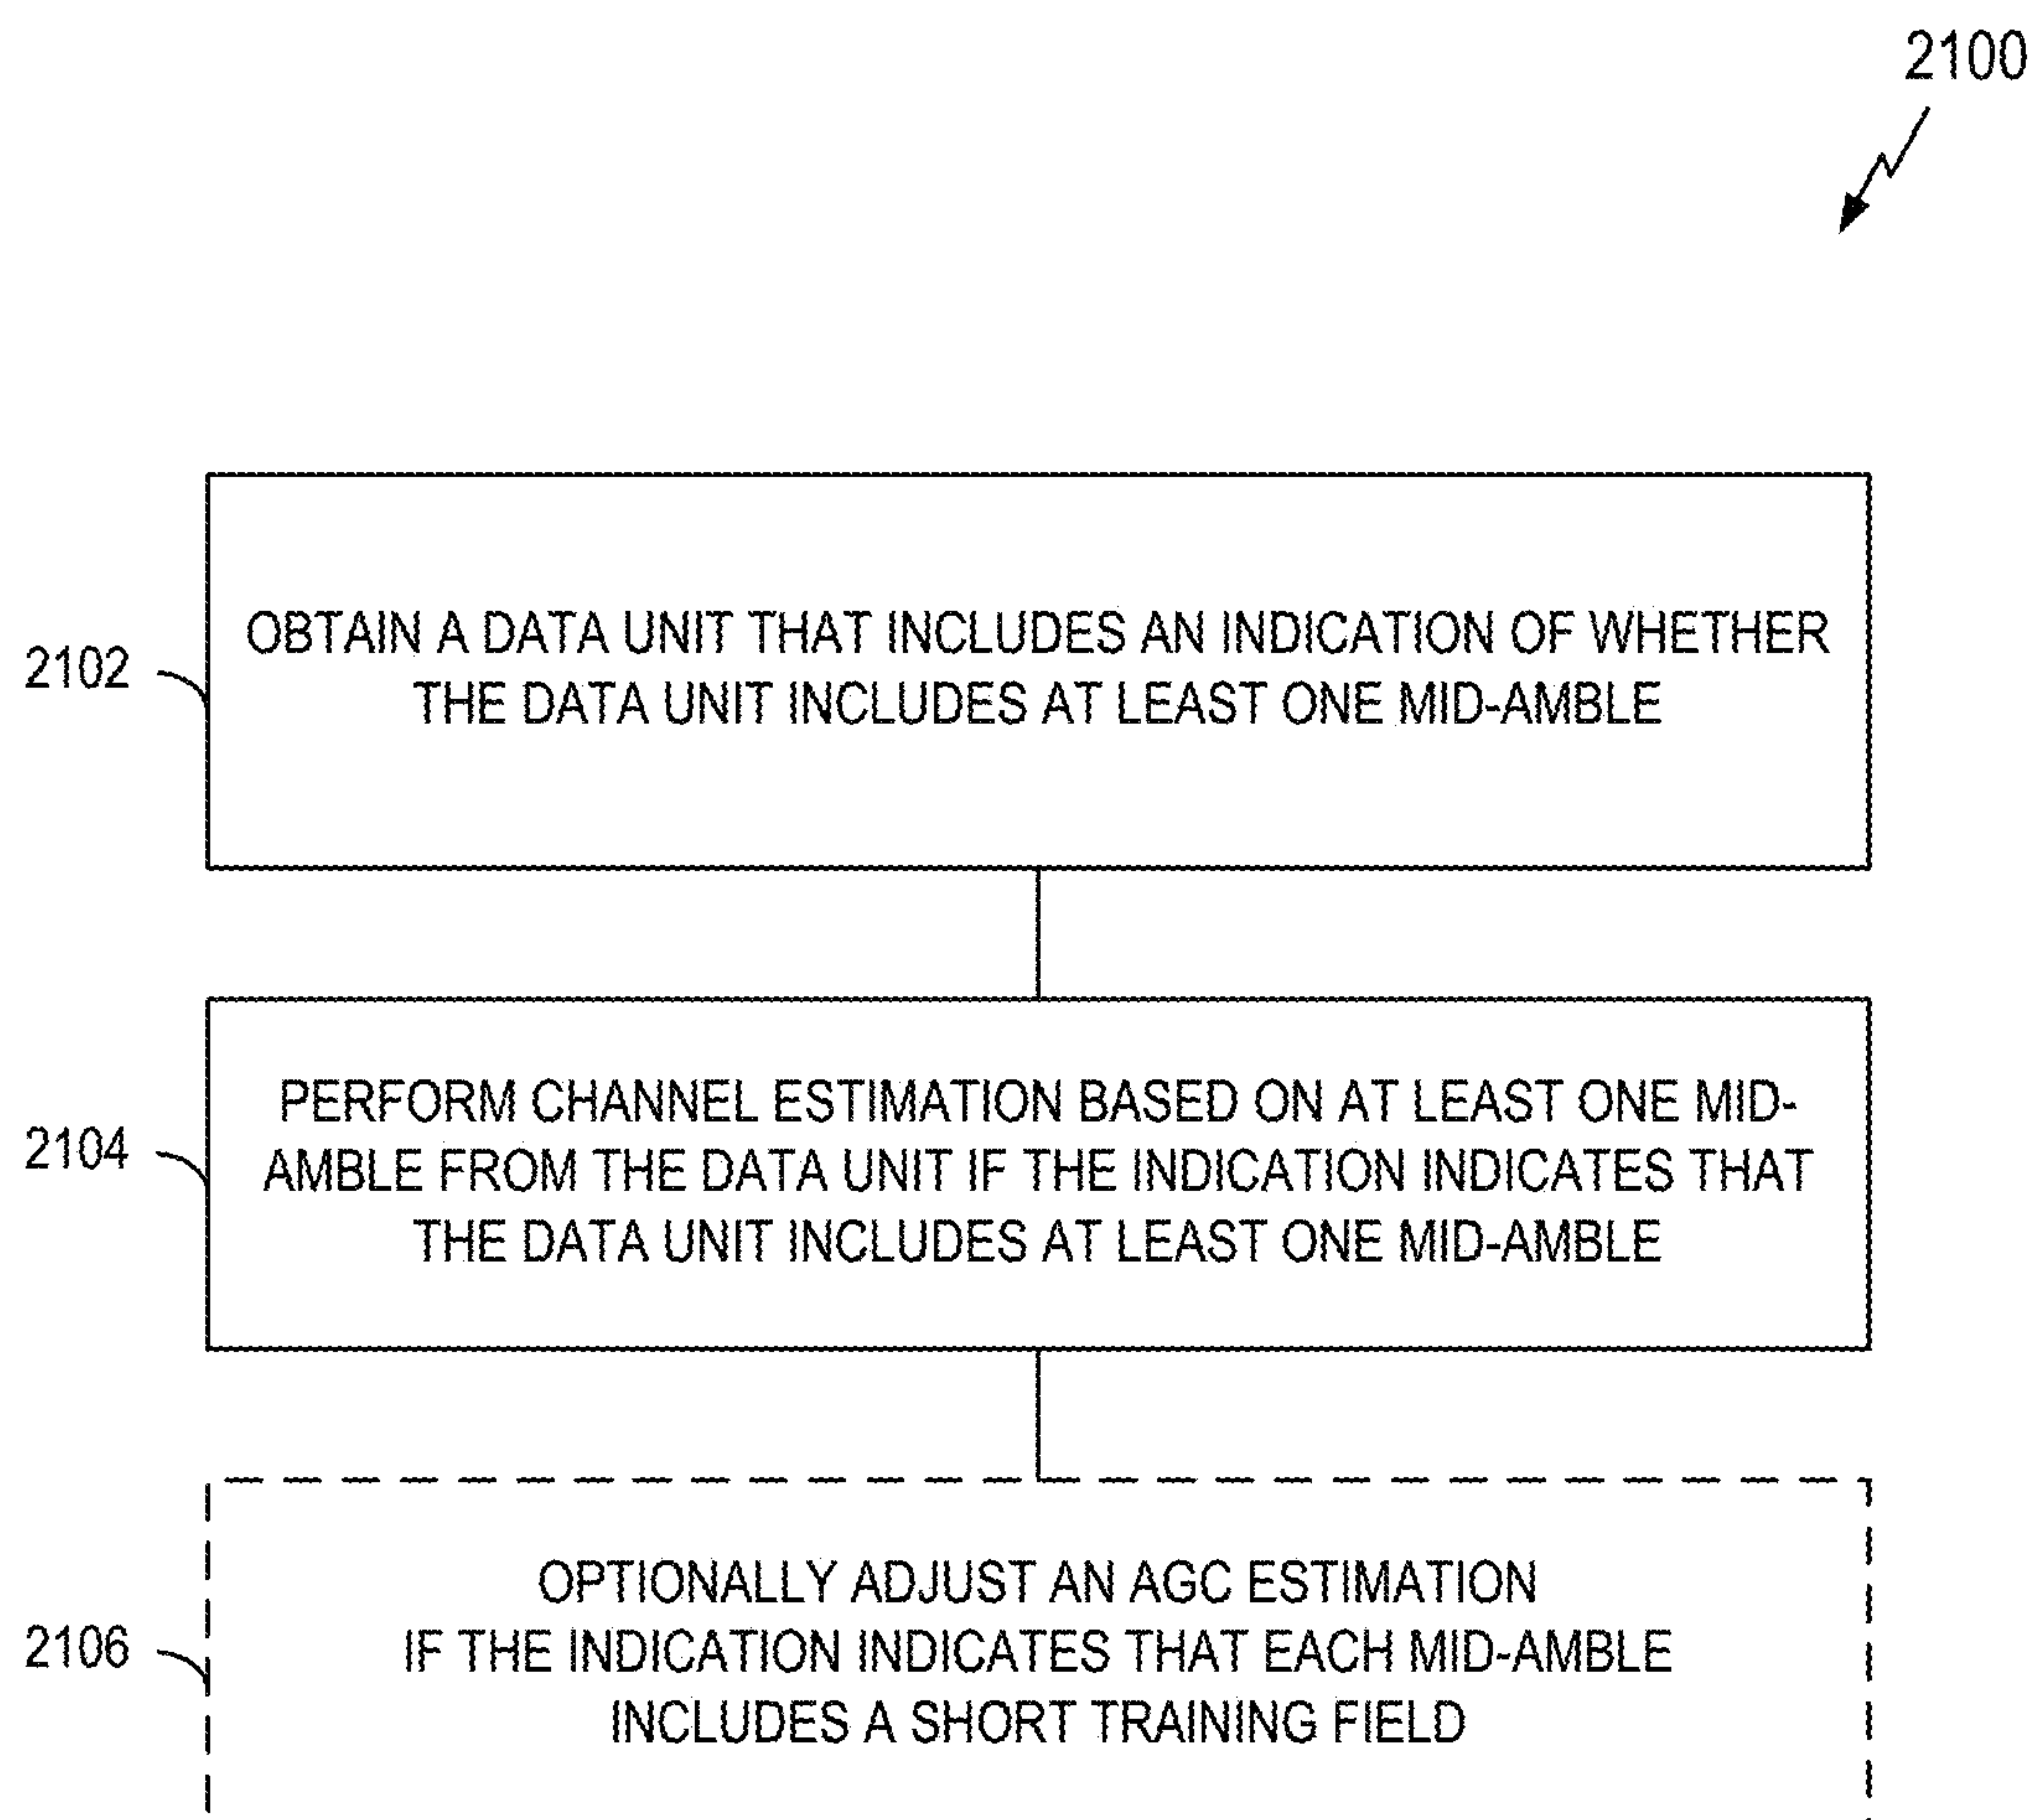 2100
2102
OBTAIN A DATA UNIT THAT INCLUDES AN INDICATION OF WHETHER
THE DATA UNIT INCLUDES AT LEAST ONE MID-AMBLE
2104
PERFORM CHANNEL ESTIMATION BASED ON AT LEAST ONE MID-
AMBLE FROM THE DATA UNIT IF THE INDICATION INDICATES THAT
THE DATA UNIT INCLUDES AT LEAST ONE MID-AMBLE
2106
OPTIONALLY ADJUST AN AGC ESTIMATION
IF THE INDICATION INDICATES THAT EACH MID-AMBLE
INCLUDES A SHORT TRAINING FIELD